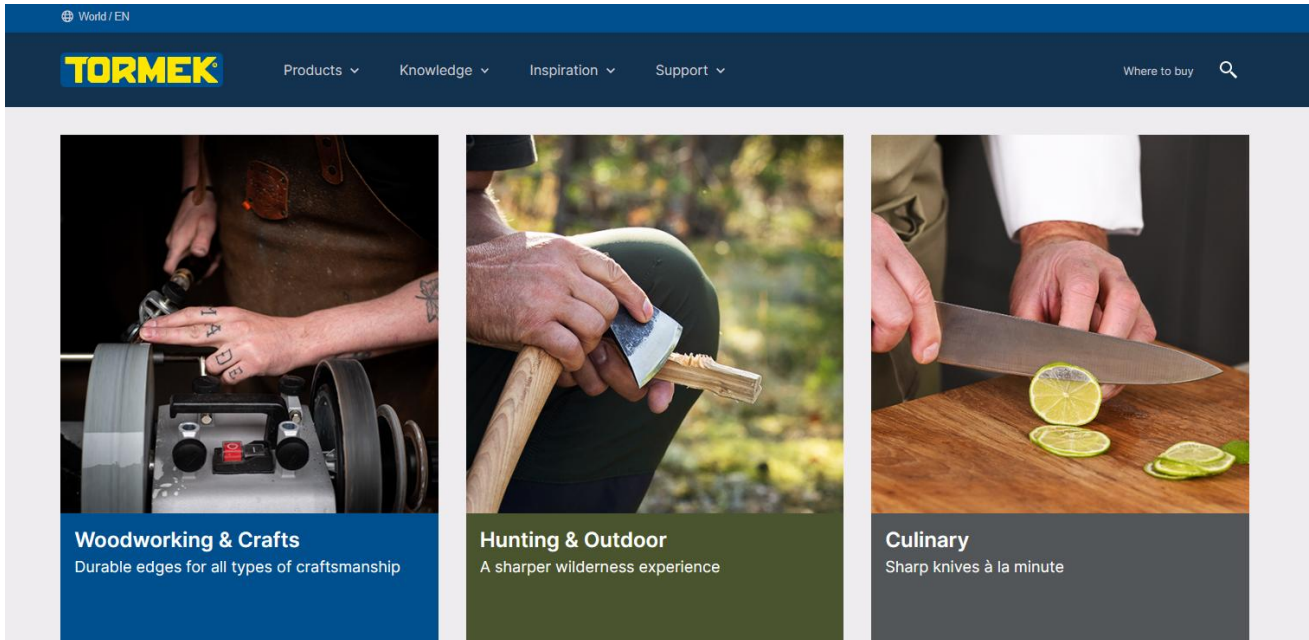 World / EN
TORMEK
Products
Knowledge
Inspiration
Support
Where to buy
MADE
Woodworking & Crafts
Durable edges for all types of craftsmanship
Hunting & Outdoor
A sharper wilderness experience
Culinary
Sharp knives à la minute